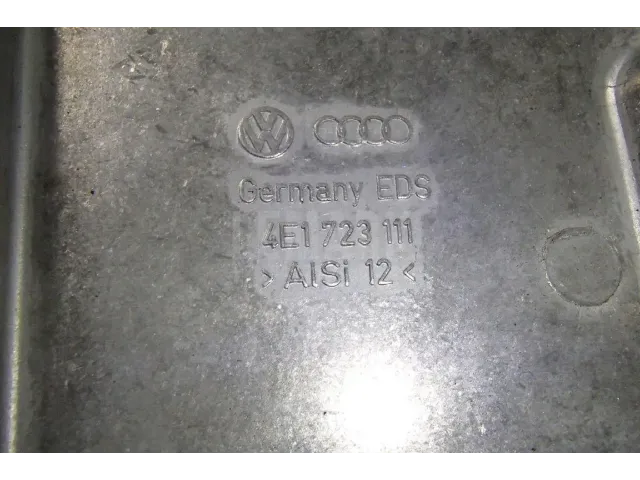 Germany EDS
4E1 723 111
> AlSi 12 <